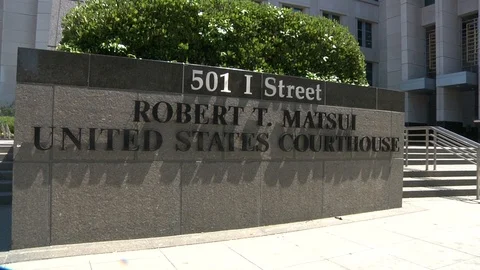 501 I Street
ROBERT T. MATSUI
UNITED STATES COURTHOUSE